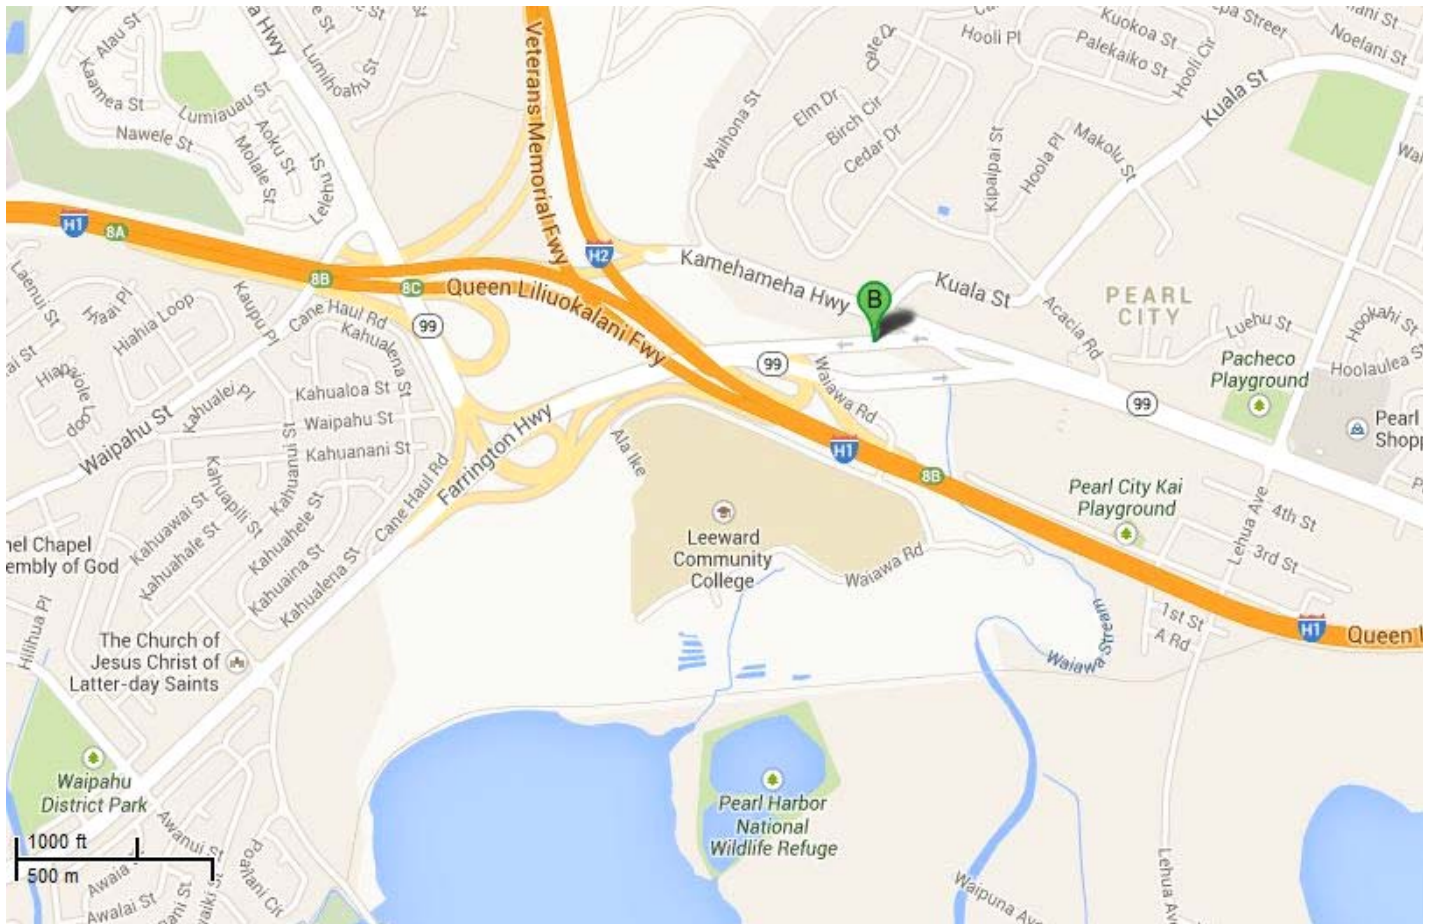 Alau St
Kaamea St
Lumiauau St
Nawele St
Aoku St
Molale St
Lelehu St
Lumihoahu St
Hwy
Veterans Memorial Fwy
Waihona St
Date Dr
Elm Dr
Birch Cir
Cedar Dr
Hooli Pl
Kuokoa St
Palekaiko St
Hooli Cir
Street
Noelani St
Kuala St
Kipaipai St
Hoola Pl
Makolu St
H1
8A
8B
8C
H2
Queen Liliuokalani Fwy
Kamehameha Hwy
B
Kuala St
Acacia Rd
PEARL
CITY
Luehu St
Hookahi St
Hoolaulea S
Pacheco
Playground
Pearl
Shopp
Laenui St
Hiahia Loop
Kaupu Pl
Cane Haul Rd
Kahualena St
99
99
99
Waiawa Rd
Kahualei Pl
Kahualoa St
Waipahu St
Kahuanani St
Waipahu St
Kahuanui St
Farrington Hwy
Ala Ike
H1
8B
Pearl City Kai
Playground
4th St
3rd St
Lehua Ave
Kahuawai St
Kahuapili St
Kahuahele St
Kahuahale St
Kahuaina St
Kahualena St
Cane Haul Rd
nel Chapel
embly of God
Leeward
Community
College
Waiawa Rd
Waiawa Stream
1st St
A Rd
H1
Queen
Hilihua Pl
The Church of
Jesus Christ of
Latter-day Saints
Waipahu
District Park
Pearl Harbor
National
Wildlife Refuge
Awanui St
Awaia
Awalai St
Lehua Ave
Waipuna Ave
1000 ft
500 m